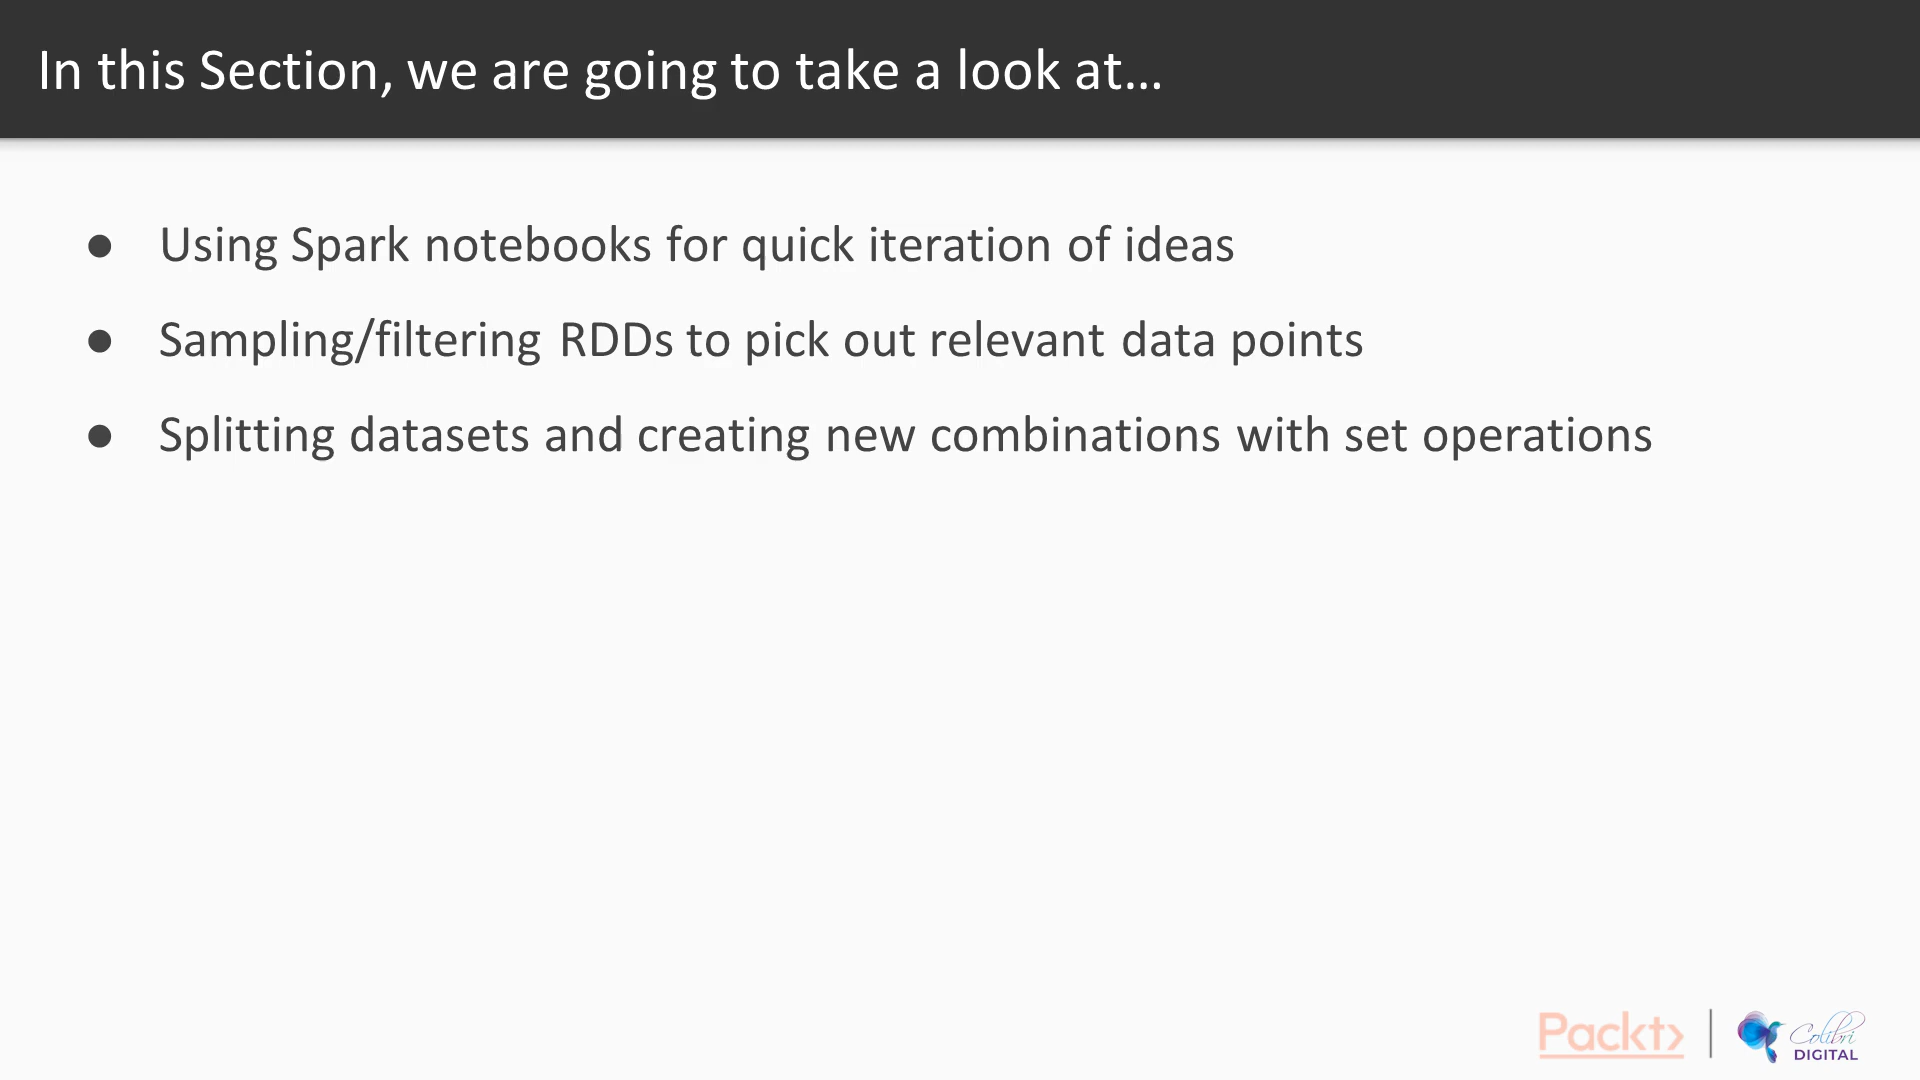 In this Section, we are going to take a look at…
● Using Spark notebooks for quick iteration of ideas
● Sampling/filtering RDDs to pick out relevant data points
● Splitting datasets and creating new combinations with set operations
Packt>
Colibri
DIGITAL